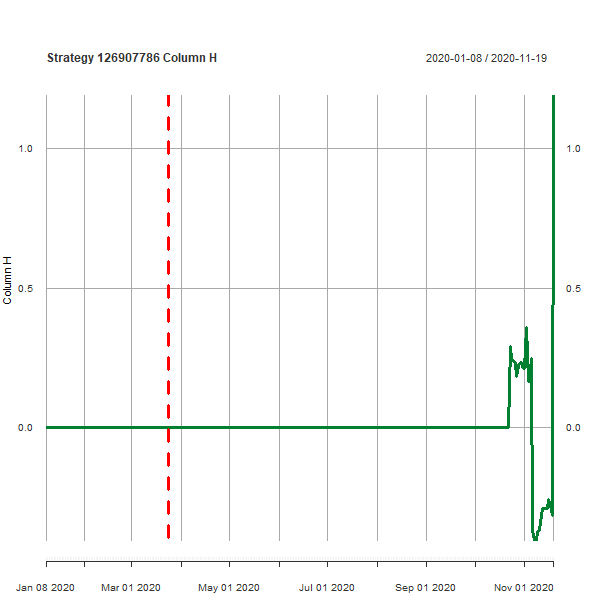 Strategy 126907786 Column H
2020-01-08 / 2020-11-19
1.0
1.0
0.5
0.5
0.0
0.0
Column H
Jan 08 2020
Mar 01 2020
May 01 2020
Jul 01 2020
Sep 01 2020
Nov 01 2020